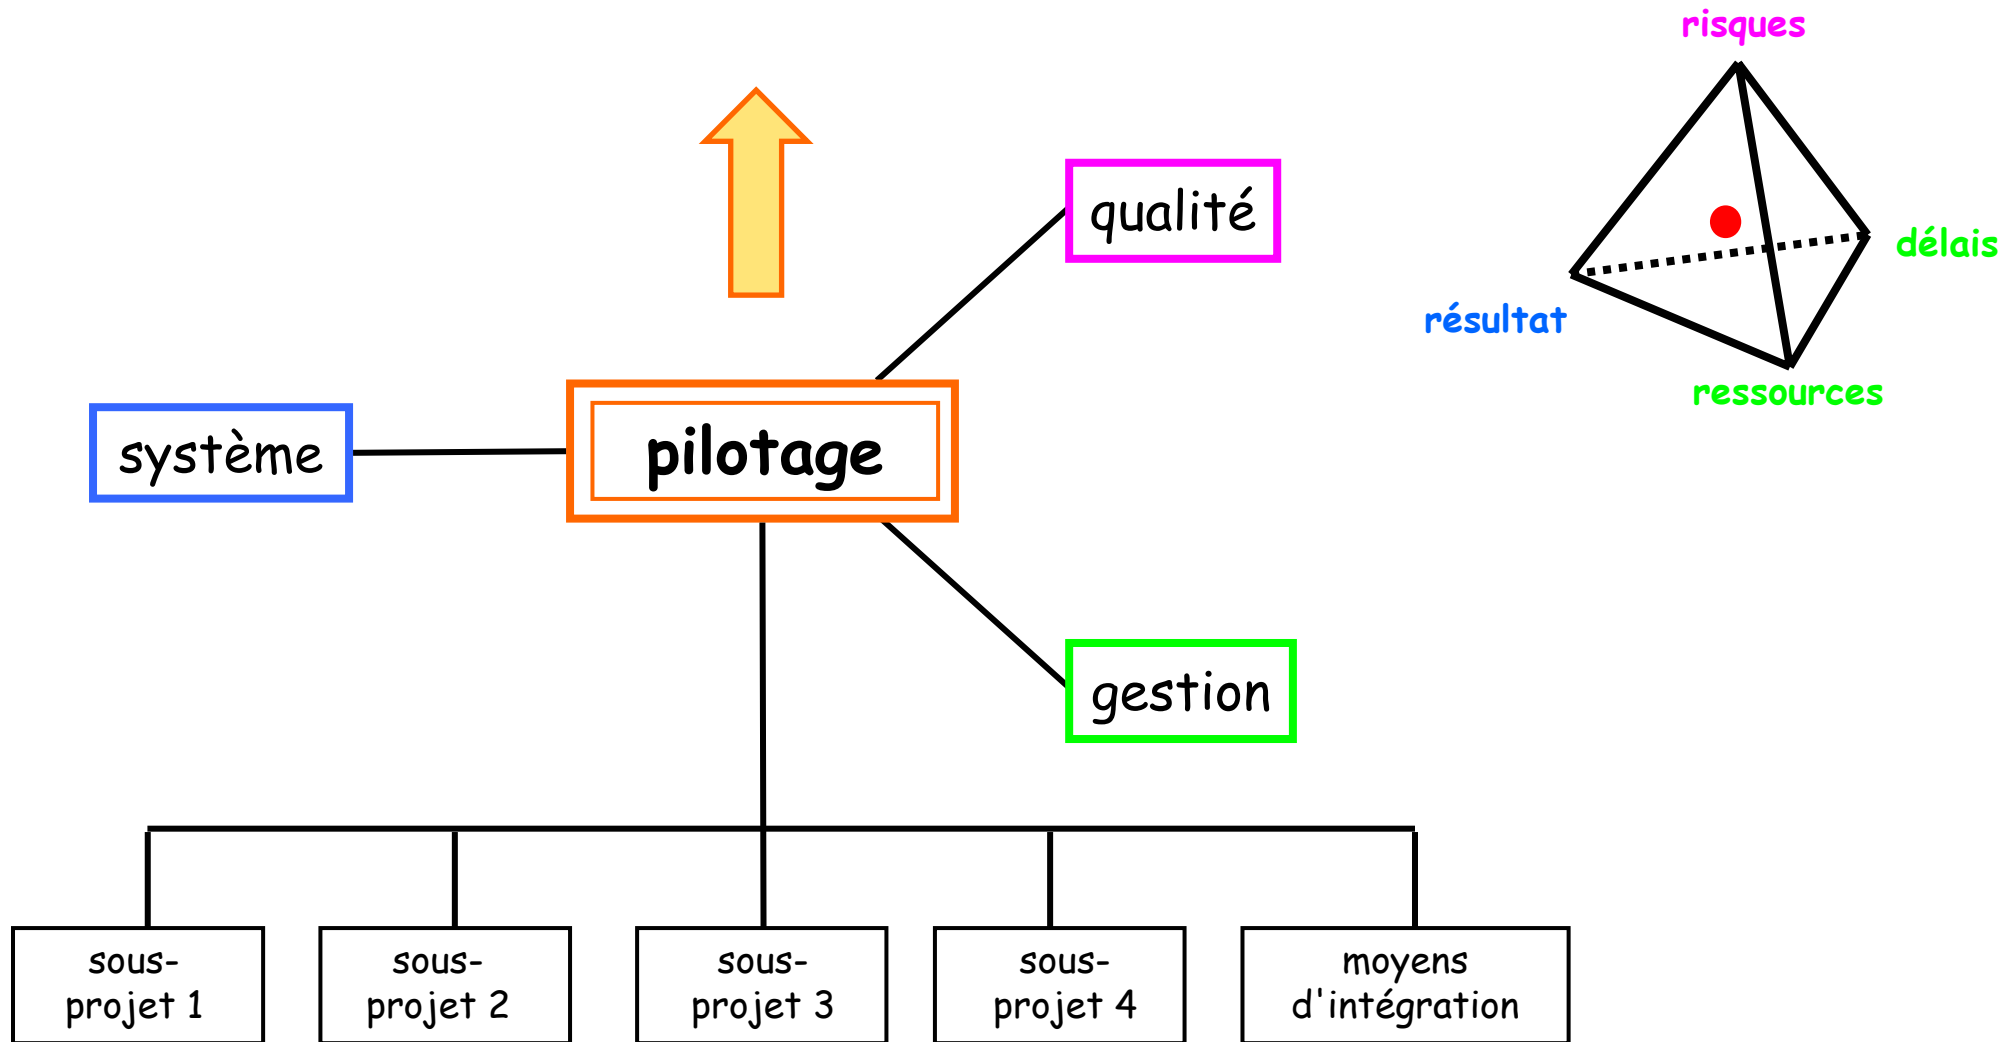 risques
qualité
délais
résultat
ressources
système
pilotage
gestion
sous-
projet 1
sous-
projet 2
sous-
projet 3
sous-
projet 4
moyens
d'intégration